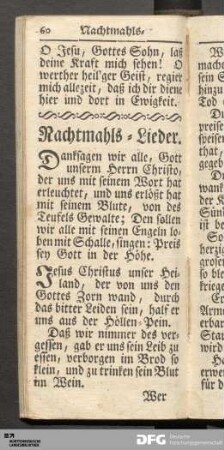 60 Nachtmahls-
O Jesu, Gottes Sohn, laß
deine Kraft mich sehen! O
werther heil'ger Geist, regier
mich allezeit, daß ich dir diene
hier und dort in Ewigkeit.
Nachtmahls-Lieder.
Danksagen wir alle, Gott
unserm Herrn Christo,
der uns mit seinem Wort hat
erleuchtet, und uns erlößt hat
mit seinem Blute, von des
Teufels Gewalte; Den sollen
wir alle mit seinen Engeln lo-
ben mit Schalle, singen: Preis
sey Gott in der Höhe.
Jesus Christus unser Hei-
land, der von uns den
Gottes Zorn wand, durch
das bitter Leiden sein, half er
uns aus der Höllen-Pein.
Daß wir nimmer des ver-
gessen, gab er uns sein Leib zu
essen, verborgen im Brod so
klein, und zu trinken sein Blut
im Wein.
Wer
DFG Deutsche
Forschungsgemeinschaft